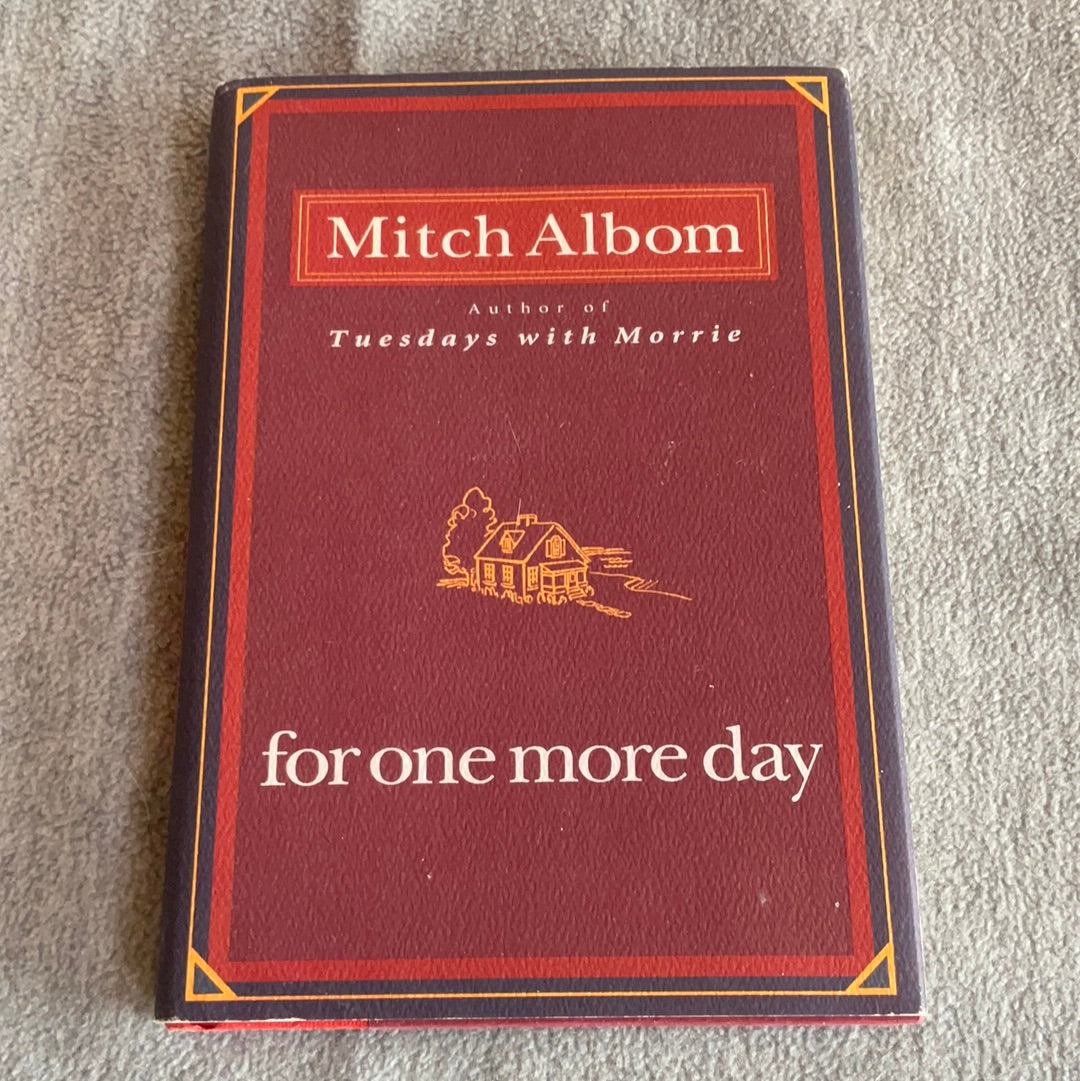 Mitch Albom
Author of
Tuesdays with Morrie
for one more day